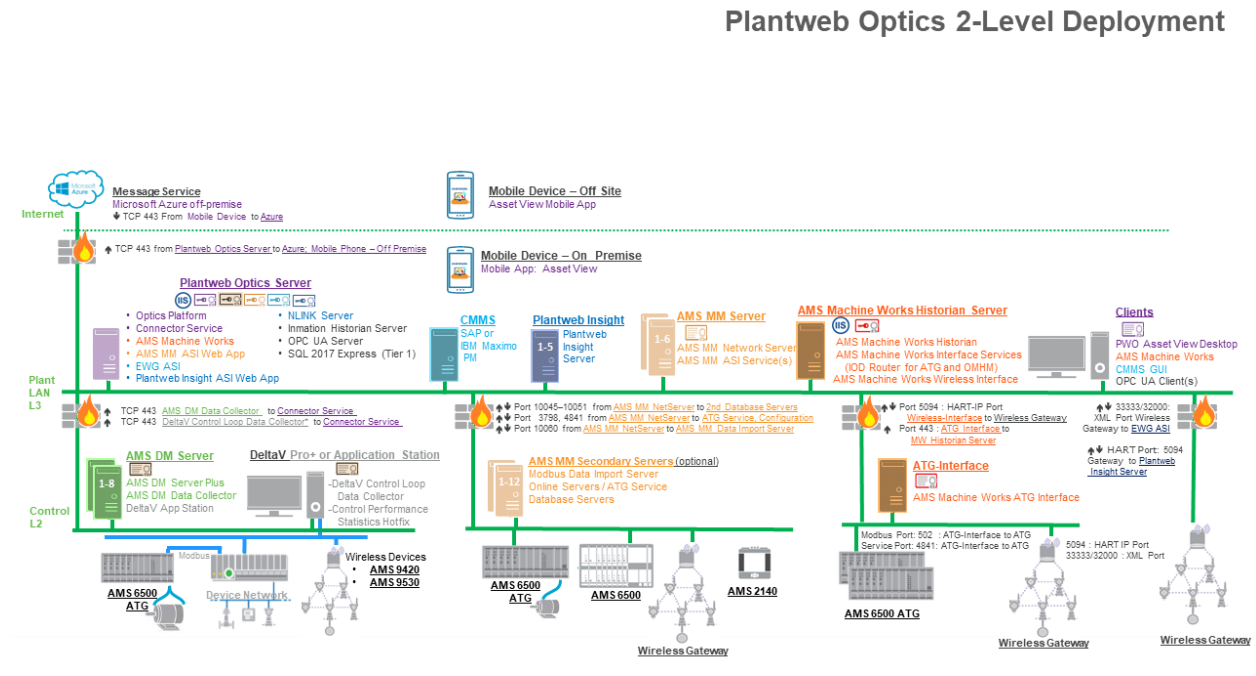 Plantweb Optics 2-Level Deployment
Microsoft
Azure
Message Service
Microsoft Azure off-premise
TCP 443 From Mobile Device to Azure
Mobile Device – Off Site
Asset View Mobile App
Internet
TCP 443 from Plantweb Optics Server to Azure; Mobile Phone – Off Premise
Mobile Device – On Premise
Mobile App: Asset View
Plantweb Optics Server
IIS
• Optics Platform
• Connector Service
• AMS Machine Works
• AMS MM ASI Web App
• EWG ASI
• Plantweb Insight ASI Web App
• NLINK Server
• Inmation Historian Server
• OPC UA Server
• SQL 2017 Express (Tier 1)
CMMS
SAP or
IBM Maximo
PM
Plantweb Insight
1-5
Plantweb
Insight
Server
AMS MM Server
1-6
AMS MM Network Server
AMS MM ASI Service(s)
AMS Machine Works Historian Server
IIS
AMS Machine Works Historian
AMS Machine Works Interface Services
(IOD Router for ATG and OMHM)
AMS Machine Works Wireless Interface
Clients
PWO Asset View Desktop
AMS Machine Works
CMMS GUI
OPC UA Client(s)
Plant
LAN
L3
TCP 443 AMS DM Data Collector to Connector Service
TCP 443 DeltaV Control Loop Data Collector* to Connector Service
Port 10045–10051 from AMS MM NetServer to 2nd Database Servers
Port 3798, 4841 from AMS MM NetServer to ATG Service, Configuration
Port 10060 from AMS MM NetServer to AMS MM Data Import Server
Port 5094 : HART-IP Port
Wireless-Interface to Wireless Gateway
Port 443 : ATG Interface to
MW Historian Server
33333/32000:
XML Port Wireless
Gateway to EWG ASI
HART Port: 5094
Gateway to Plantweb
Insight Server
AMS DM Server
1-8
AMS DM Server Plus
AMS DM Data Collector
DeltaV App Station
DeltaV Pro+ or Application Station
-DeltaV Control Loop
Data Collector
-Control Performance
Statistics Hotfix
AMS MM Secondary Servers (optional)
1-12
Modbus Data Import Server
Online Servers / ATG Service
Database Servers
ATG-Interface
AMS Machine Works ATG Interface
Control
L2
Modbus
AMS 6500
ATG
Device Network
Wireless Devices
• AMS 9420
• AMS 9530
AMS 6500
ATG
AMS 6500
Wireless Gateway
AMS 2140
Modbus Port: 502 : ATG-Interface to ATG
Service Port: 4841: ATG-Interface to ATG
AMS 6500 ATG
5094 : HART IP Port
33333/32000 : XML Port
Wireless Gateway
Wireless Gateway